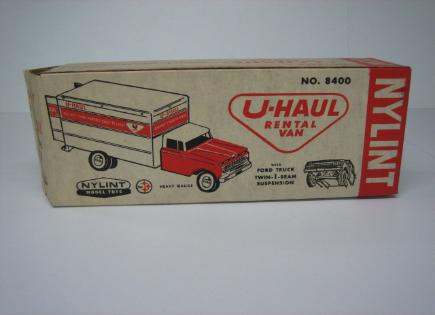 NO. 8400
U-HAUL
RENTAL
VAN
WITH
FORD TRUCK
TWIN-I-BEAM
SUSPENSION
NYLINT
U-HAUL
NYLINT
MODEL TOYS
HEAVY GAUGE